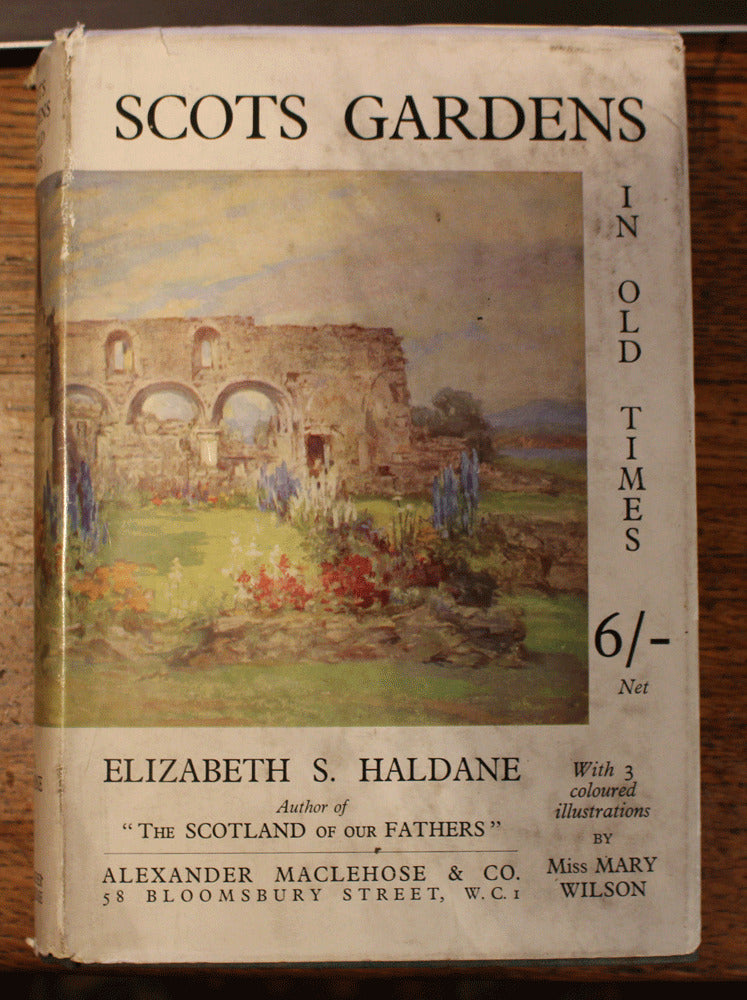 SCOTS GARDENS
IN OLD TIMES
6/-
Net
ELIZABETH S. HALDANE
Author of
"THE SCOTLAND OF OUR FATHERS"
ALEXANDER MACLEHOSE & CO.
58 BLOOMSBURY STREET, W.C.1
With 3
coloured
illustrations
BY
Miss MARY
WILSON